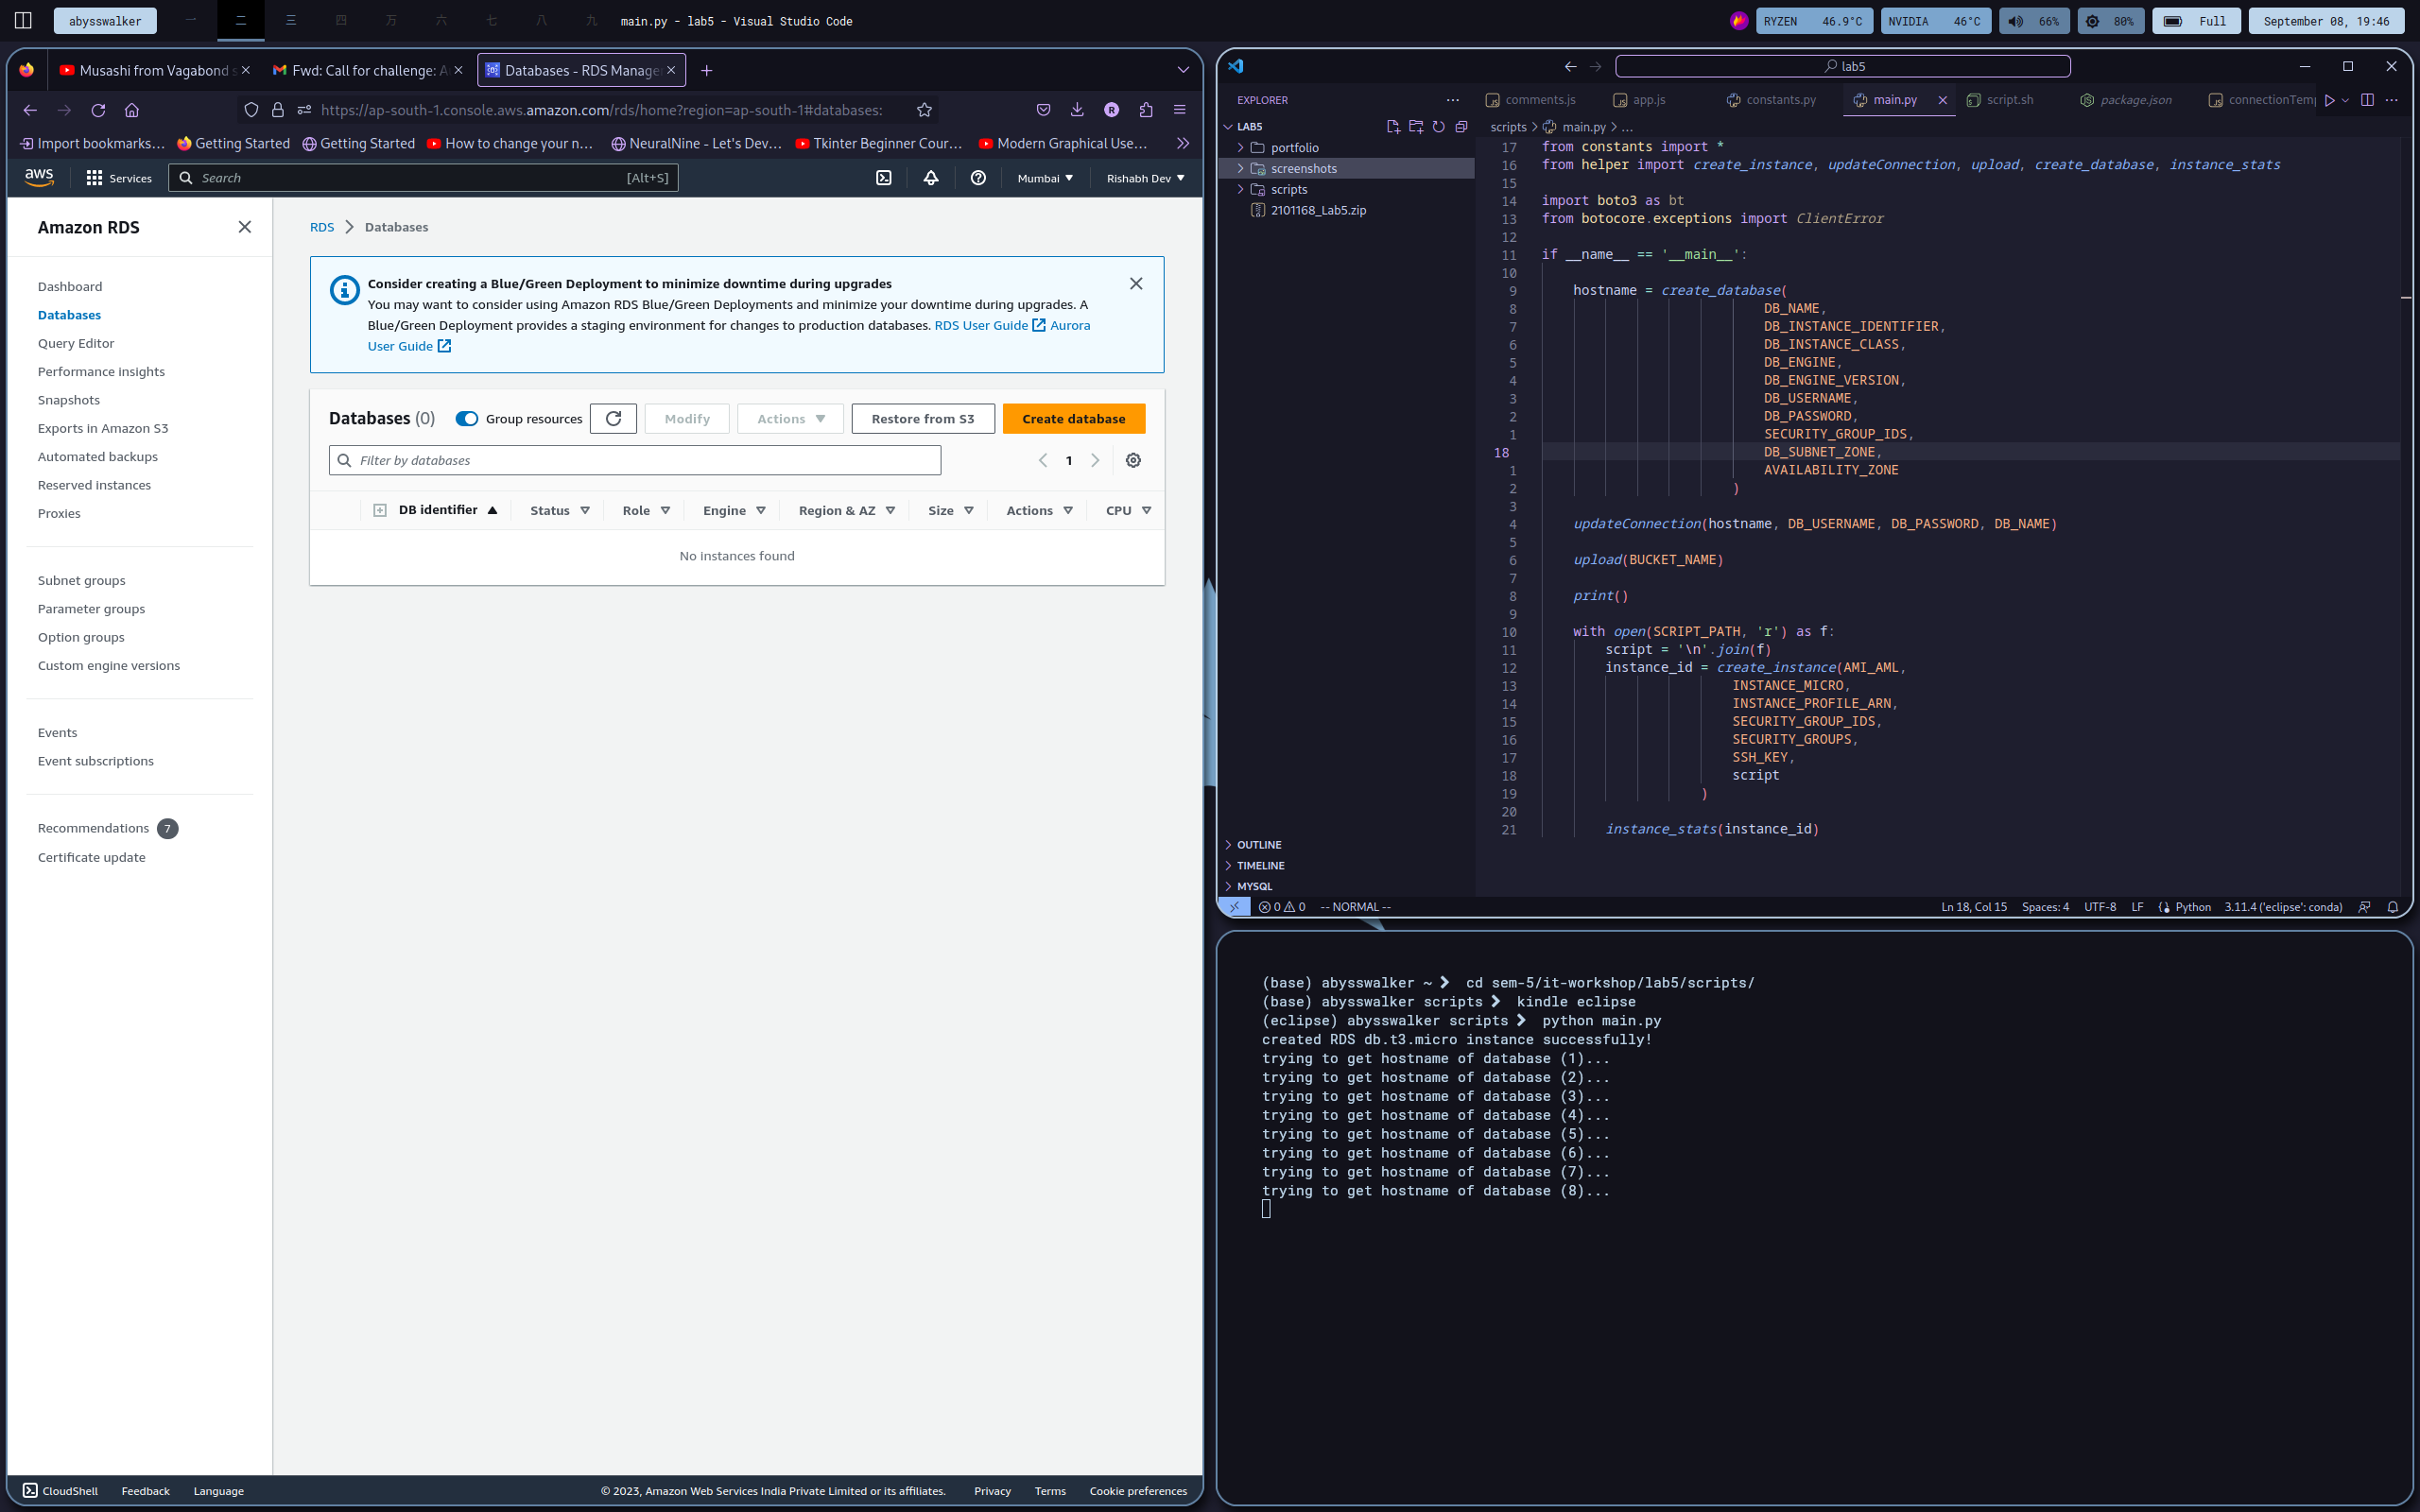 abysswalker 一 二 三 四 万 六 七 八 九 main.py - lab5 - Visual Studio Code
RYZEN 46.9°C NVIDIA 46°C 66% 80% Full September 08, 19:46
Musashi from Vagabond s
Fwd: Call for challenge: A
Databases - RDS Manage
https://ap-south-1.console.aws.amazon.com/rds/home?region=ap-south-1#databases:
Import bookmarks... Getting Started Getting Started How to change your n... NeuralNine - Let's Dev... Tkinter Beginner Cour... Modern Graphical Use...
aws Services Search [Alt+S] Mumbai Rishabh Dev
Amazon RDS
Dashboard
Databases
Query Editor
Performance insights
Snapshots
Exports in Amazon S3
Automated backups
Reserved instances
Proxies
Subnet groups
Parameter groups
Option groups
Custom engine versions
Events
Event subscriptions
Recommendations 7
Certificate update
RDS Databases
Consider creating a Blue/Green Deployment to minimize downtime during upgrades
You may want to consider using Amazon RDS Blue/Green Deployments and minimize your downtime during upgrades. A
Blue/Green Deployment provides a staging environment for changes to production databases. RDS User Guide Aurora
User Guide
Databases (0) Group resources Modify Actions Restore from S3 Create database
Filter by databases 1
DB identifier Status Role Engine Region & AZ Size Actions CPU
No instances found
CloudShell Feedback Language © 2023, Amazon Web Services India Private Limited or its affiliates. Privacy Terms Cookie preferences
lab5
EXPLORER
LAB5
portfolio
screenshots
scripts
2101168_Lab5.zip
OUTLINE
TIMELINE
MYSQL
comments.js app.js constants.py main.py script.sh package.json connectionTemp
scripts > main.py > ...
17 from constants import *
16 from helper import create_instance, updateConnection, upload, create_database, instance_stats
15
14 import boto3 as bt
13 from botocore.exceptions import ClientError
12
11 if __name__ == '__main__':
10
9 hostname = create_database(
8 DB_NAME,
7 DB_INSTANCE_IDENTIFIER,
6 DB_INSTANCE_CLASS,
5 DB_ENGINE,
4 DB_ENGINE_VERSION,
3 DB_USERNAME,
2 DB_PASSWORD,
1 SECURITY_GROUP_IDS,
18 DB_SUBNET_ZONE,
1 AVAILABILITY_ZONE
2 )
3
4 updateConnection(hostname, DB_USERNAME, DB_PASSWORD, DB_NAME)
5
6 upload(BUCKET_NAME)
7
8 print()
9
10 with open(SCRIPT_PATH, 'r') as f:
11 script = '\n'.join(f)
12 instance_id = create_instance(AMI_AML,
13 INSTANCE_MICRO,
14 INSTANCE_PROFILE_ARN,
15 SECURITY_GROUP_IDS,
16 SECURITY_GROUPS,
17 SSH_KEY,
18 script
19 )
20
21 instance_stats(instance_id)
0 0 -- NORMAL -- Ln 18, Col 15 Spaces: 4 UTF-8 LF Python 3.11.4 ('eclipse': conda)
(base) abysswalker ~ ❯ cd sem-5/it-workshop/lab5/scripts/
(base) abysswalker scripts ❯ kindle eclipse
(eclipse) abysswalker scripts ❯ python main.py
created RDS db.t3.micro instance successfully!
trying to get hostname of database (1)...
trying to get hostname of database (2)...
trying to get hostname of database (3)...
trying to get hostname of database (4)...
trying to get hostname of database (5)...
trying to get hostname of database (6)...
trying to get hostname of database (7)...
trying to get hostname of database (8)...